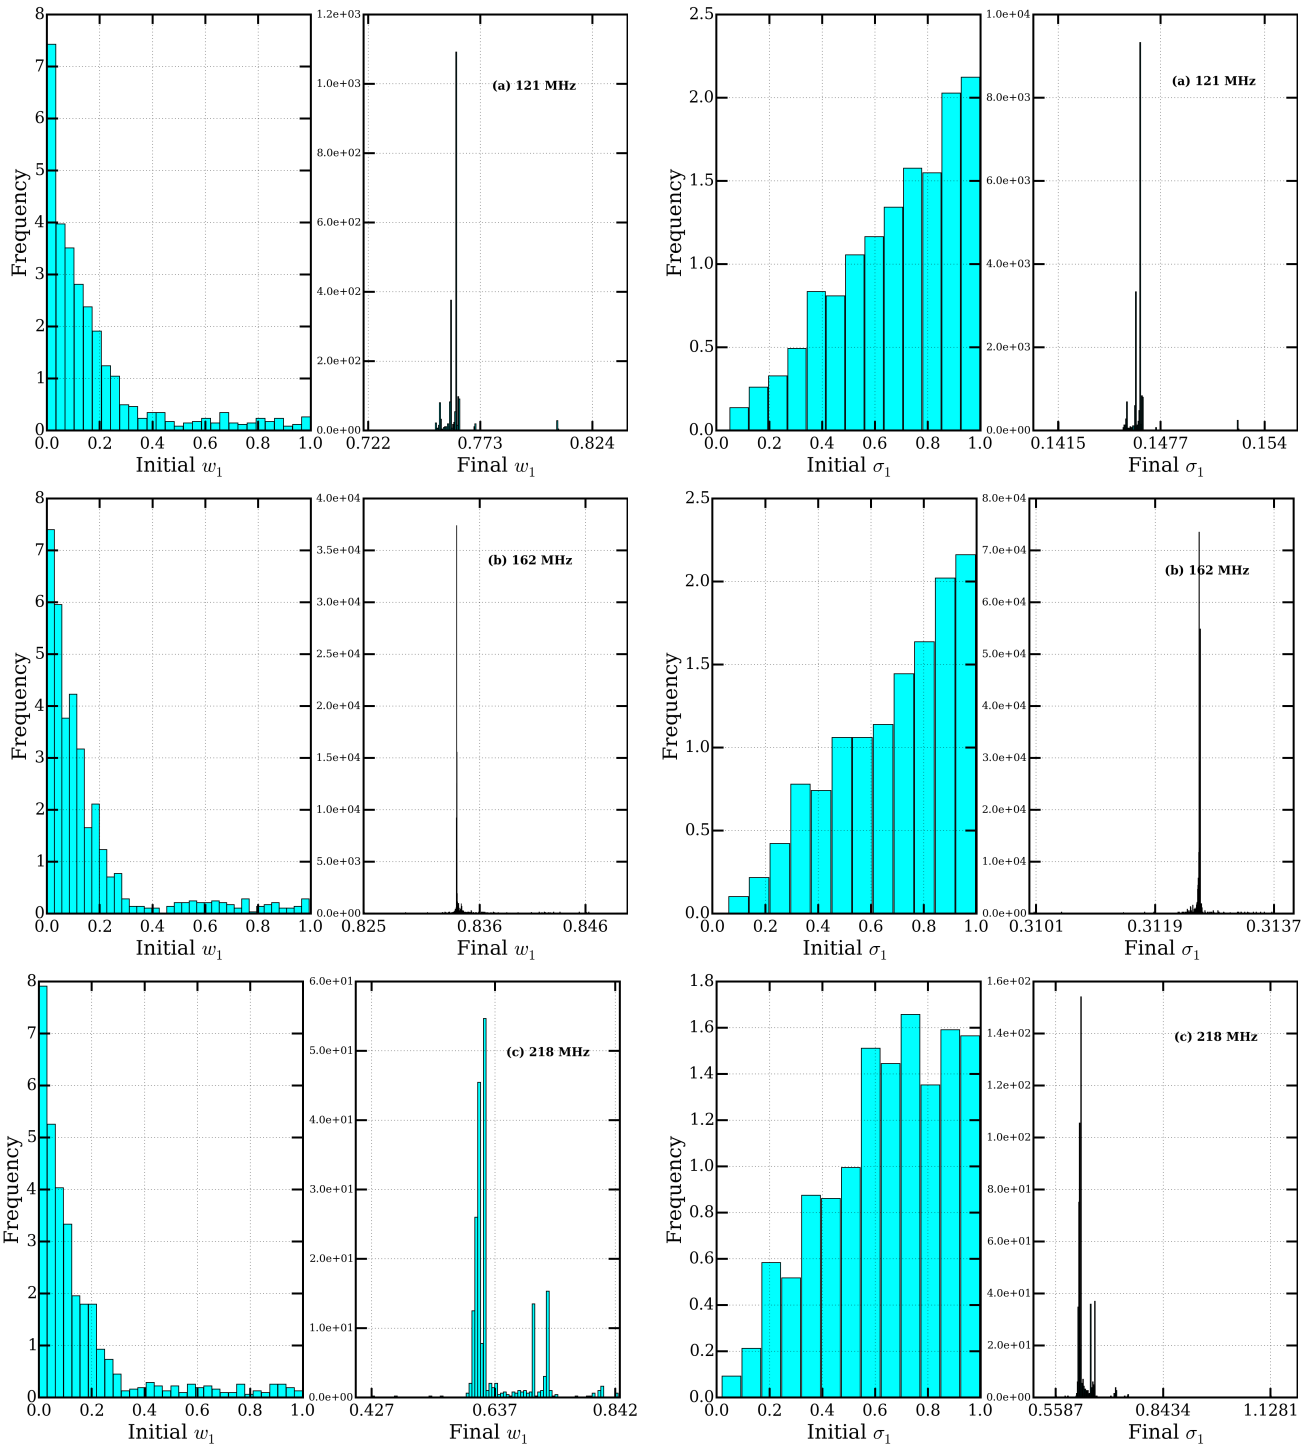 8
7
6
5
4
3
2
1
0
Frequency
0.0 0.2 0.4 0.6 0.8 1.0
Initial w1
1.2e+03
1.0e+03
8.0e+02
6.0e+02
4.0e+02
2.0e+02
0.0e+00
(a) 121 MHz
0.722 0.773 0.824
Final w1
2.5
2.0
1.5
1.0
0.5
0.0
Frequency
0.0 0.2 0.4 0.6 0.8 1.0
Initial σ1
1.0e+04
8.0e+03
6.0e+03
4.0e+03
2.0e+03
0.0e+00
(a) 121 MHz
0.1415 0.1477 0.154
Final σ1
8
7
6
5
4
3
2
1
0
Frequency
0.0 0.2 0.4 0.6 0.8 1.0
Initial w1
4.0e+04
3.5e+04
3.0e+04
2.5e+04
2.0e+04
1.5e+04
1.0e+04
5.0e+03
0.0e+00
(b) 162 MHz
0.825 0.836 0.846
Final w1
2.5
2.0
1.5
1.0
0.5
0.0
Frequency
0.0 0.2 0.4 0.6 0.8 1.0
Initial σ1
8.0e+04
7.0e+04
6.0e+04
5.0e+04
4.0e+04
3.0e+04
2.0e+04
1.0e+04
0.0e+00
(b) 162 MHz
0.3101 0.3119 0.3137
Final σ1
8
7
6
5
4
3
2
1
0
Frequency
0.0 0.2 0.4 0.6 0.8 1.0
Initial w1
6.0e+01
5.0e+01
4.0e+01
3.0e+01
2.0e+01
1.0e+01
0.0e+00
(c) 218 MHz
0.427 0.637 0.842
Final w1
1.8
1.6
1.4
1.2
1.0
0.8
0.6
0.4
0.2
0.0
Frequency
0.0 0.2 0.4 0.6 0.8 1.0
Initial σ1
1.6e+02
1.4e+02
1.2e+02
1.0e+02
8.0e+01
6.0e+01
4.0e+01
2.0e+01
0.0e+00
(c) 218 MHz
0.5587 0.8434 1.1281
Final σ1